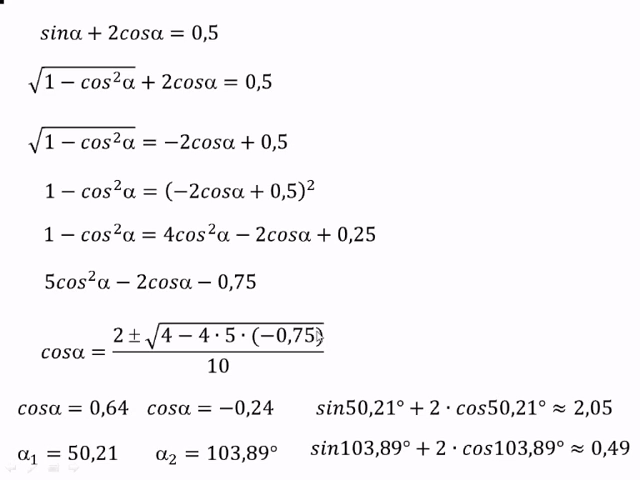 sinα + 2cosα = 0,5
√(1 − cos²α) + 2cosα = 0,5
√(1 − cos²α) = −2cosα + 0,5
1 − cos²α = (−2cosα + 0,5)²
1 − cos²α = 4cos²α − 2cosα + 0,25
5cos²α − 2cosα − 0,75
cosα = (2 ± √(4 − 4 · 5 · (−0,75)))/10
cosα = 0,64 cosα = −0,24 sin50,21° + 2 · cos50,21° ≈ 2,05
α₁ = 50,21 α₂ = 103,89° sin103,89° + 2 · cos103,89° ≈ 0,49